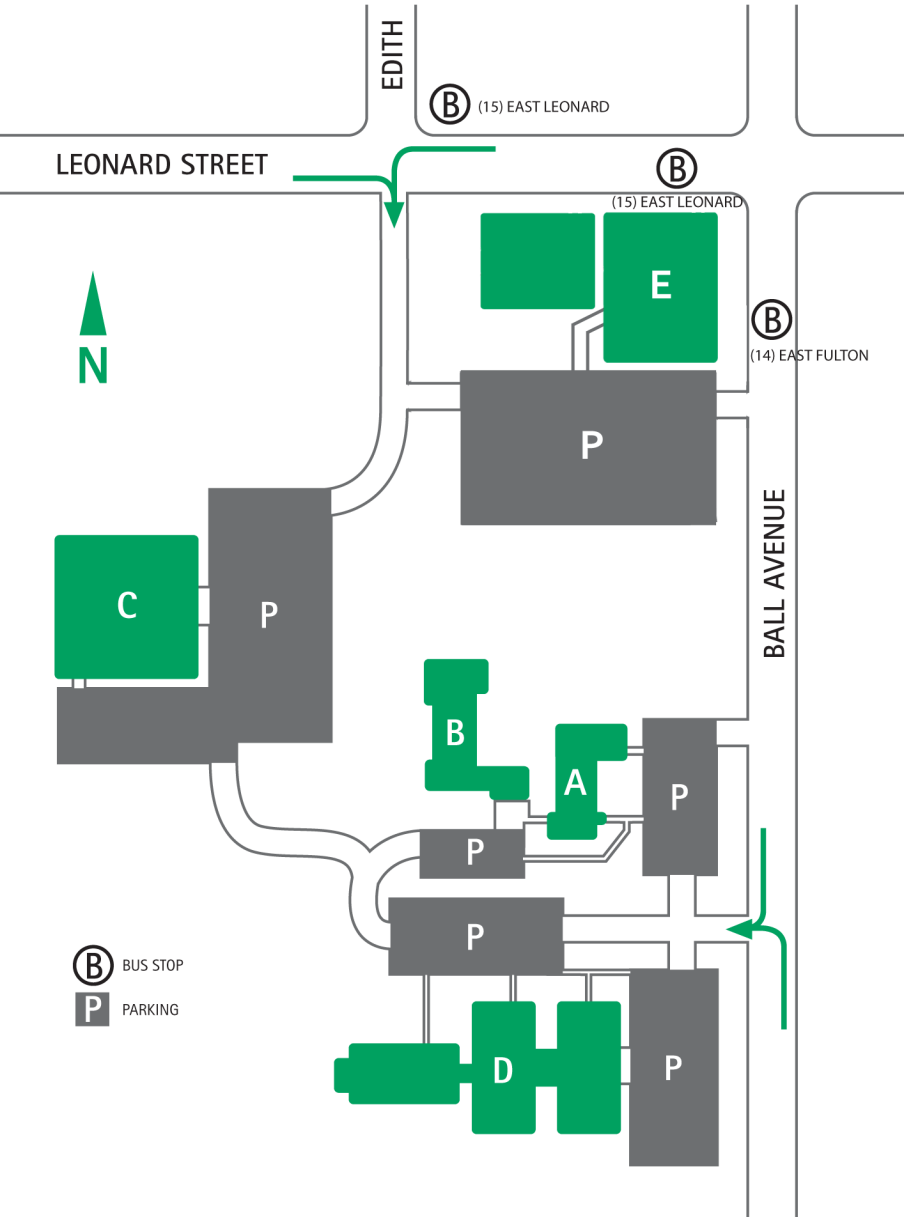 EDITH
B (15) EAST LEONARD
LEONARD STREET
B
(15) EAST LEONARD
E
B
(14) EAST FULTON
N
P
BALL AVENUE
C
P
B
A
P
P
P
B BUS STOP
P PARKING
D
P